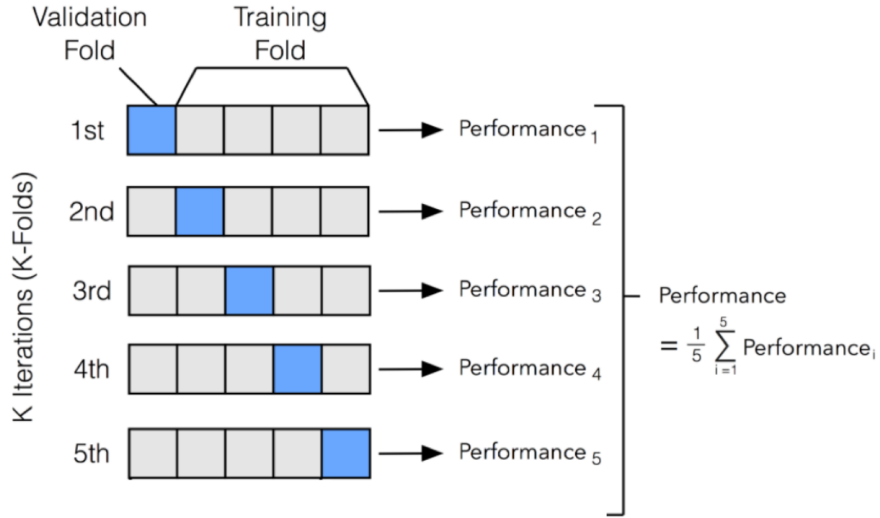 Validation
Fold
Training
Fold
K Iterations (K-Folds)
1st
Performance 1
2nd
Performance 2
3rd
Performance 3
4th
Performance 4
5th
Performance 5
Performance
= 1/5 5∑i=1 Performance i